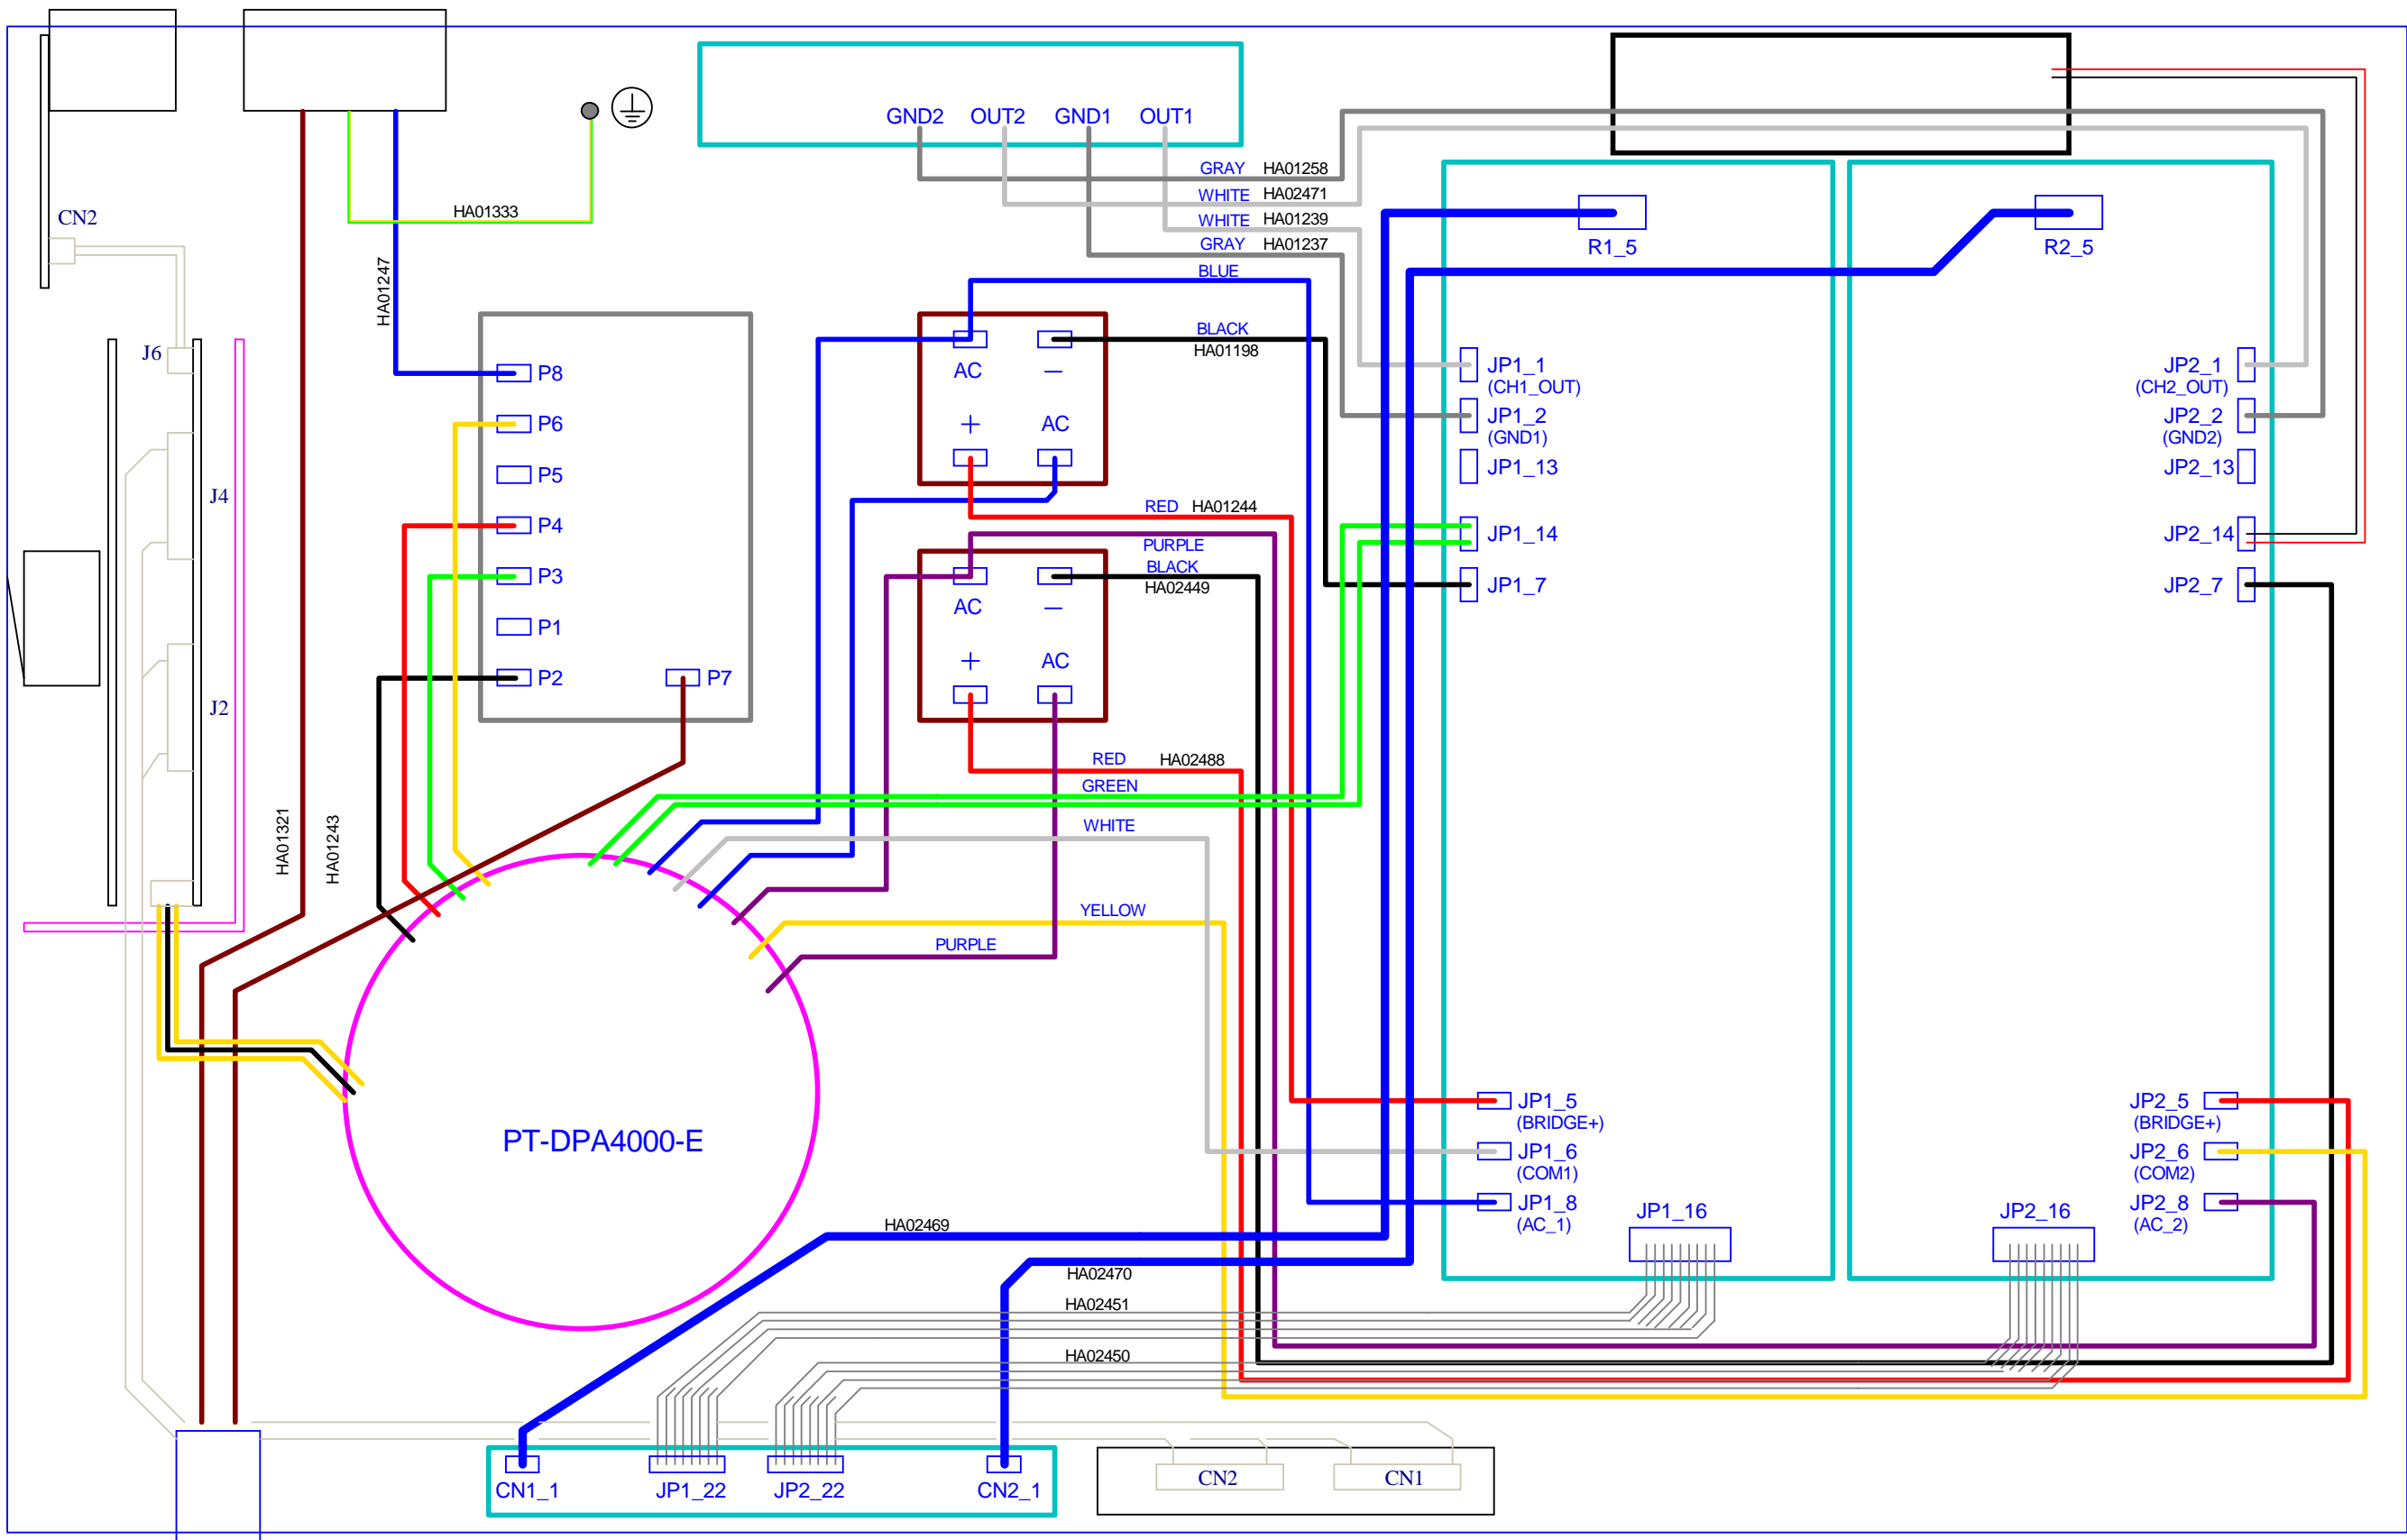 GND2 OUT2 GND1 OUT1
GRAY HA01258
WHITE HA02471
WHITE HA01239
GRAY HA01237
BLUE
HA01333
CN2
HA01247
R1_5
R2_5
J6
J4
J2
P8
P6
P5
P4
P3
P1
P2
P7
AC −
+ AC
BLACK
HA01198
RED HA01244
PURPLE
BLACK
HA02449
AC −
+ AC
RED HA02488
GREEN
WHITE
YELLOW
PURPLE
JP1_1
(CH1_OUT)
JP1_2
(GND1)
JP1_13
JP1_14
JP1_7
JP2_1
(CH2_OUT)
JP2_2
(GND2)
JP2_13
JP2_14
JP2_7
HA01321
HA01243
PT-DPA4000-E
JP1_5
(BRIDGE+)
JP1_6
(COM1)
JP1_8
(AC_1)
JP1_16
JP2_5
(BRIDGE+)
JP2_6
(COM2)
JP2_8
(AC_2)
JP2_16
HA02469
HA02470
HA02451
HA02450
CN1_1
JP1_22
JP2_22
CN2_1
CN2
CN1